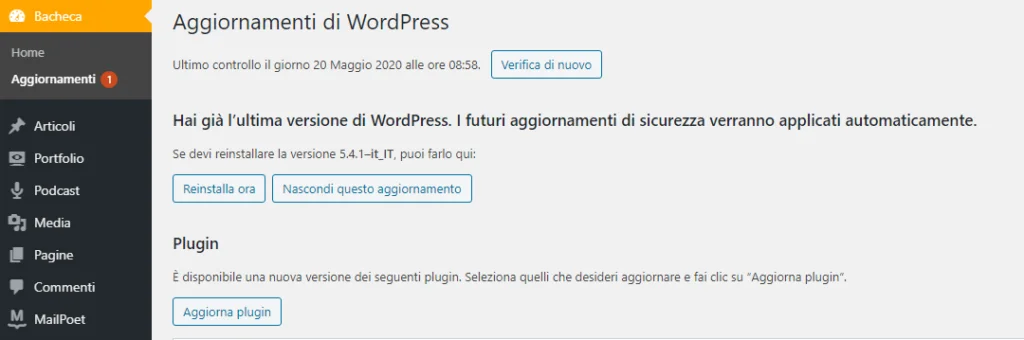 Bacheca
Home
Aggiornamenti 1
Articoli
Portfolio
Podcast
Media
Pagine
Commenti
MailPoet
Aggiornamenti di WordPress
Ultimo controllo il giorno 20 Maggio 2020 alle ore 08:58. Verifica di nuovo
Hai già l’ultima versione di WordPress. I futuri aggiornamenti di sicurezza verranno applicati automaticamente.
Se devi reinstallare la versione 5.4.1–it_IT, puoi farlo qui:
Reinstalla ora Nascondi questo aggiornamento
Plugin
È disponibile una nuova versione dei seguenti plugin. Seleziona quelli che desideri aggiornare e fai clic su “Aggiorna plugin”.
Aggiorna plugin